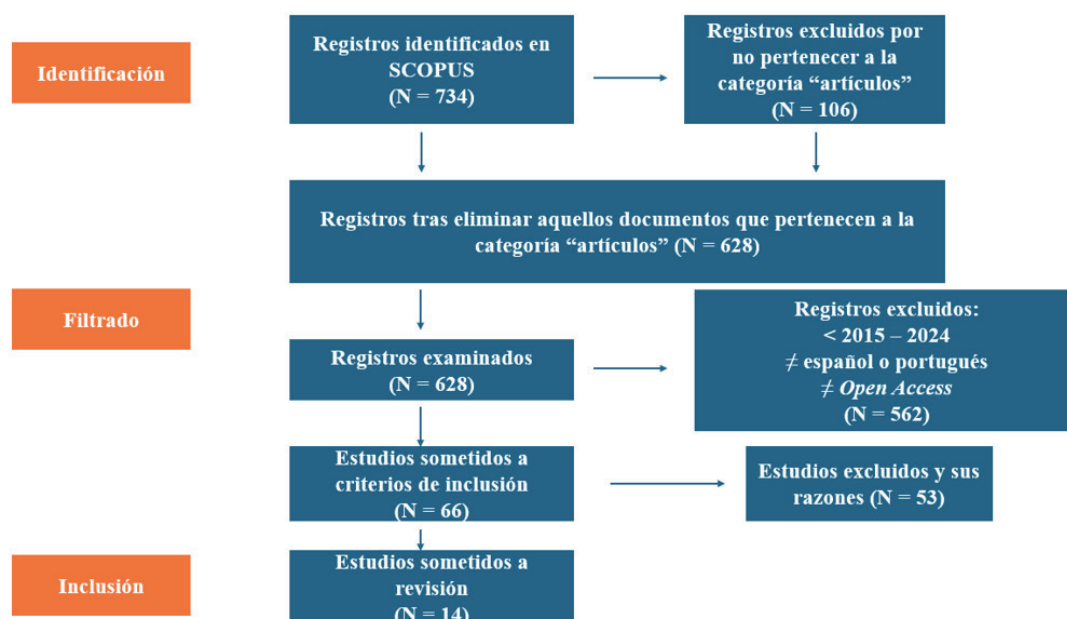 Identificación
Registros identificados en
SCOPUS
(N = 734)
Registros excluidos por
no pertenecer a la
categoría “artículos”
(N = 106)
Registros tras eliminar aquellos documentos que pertenecen a la
categoría “artículos” (N = 628)
Filtrado
Registros examinados
(N = 628)
Registros excluidos:
< 2015 – 2024
≠ español o portugués
≠ Open Access
(N = 562)
Estudios sometidos a
criterios de inclusión
(N = 66)
Estudios excluidos y sus
razones (N = 53)
Inclusión
Estudios sometidos a
revisión
(N = 14)